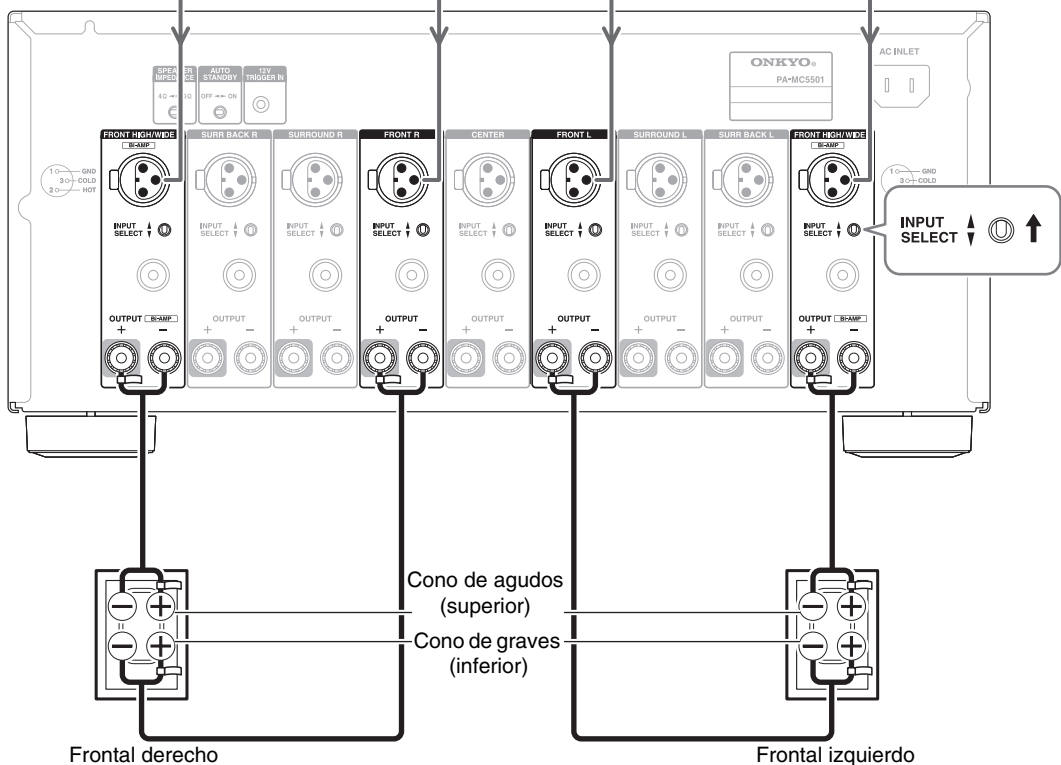 ONKYO®
PA-MC5501
AC INLET
SPEAKER IMPEDANCE
4Ω 6Ω
AUTO STANDBY
OFF ON
12V TRIGGER IN
FRONT HIGH/WIDE
BI-AMP
SURR BACK R
SURROUND R
FRONT R
CENTER
FRONT L
SURROUND L
SURR BACK L
FRONT HIGH/WIDE
BI-AMP
1 GND
3 COLD
2 HOT
1 GND
3 COLD
INPUT SELECT
INPUT SELECT
INPUT SELECT
INPUT SELECT
INPUT SELECT
INPUT SELECT
INPUT SELECT
INPUT SELECT
INPUT SELECT
INPUT
SELECT
OUTPUT BI-AMP
OUTPUT
OUTPUT
OUTPUT
OUTPUT
OUTPUT
OUTPUT
OUTPUT
OUTPUT BI-AMP
+ −
+ −
+ −
+ −
+ −
+ −
+ −
+ −
+ −
Cono de agudos
(superior)
Cono de graves
(inferior)
− +
− +
− +
− +
Frontal derecho
Frontal izquierdo